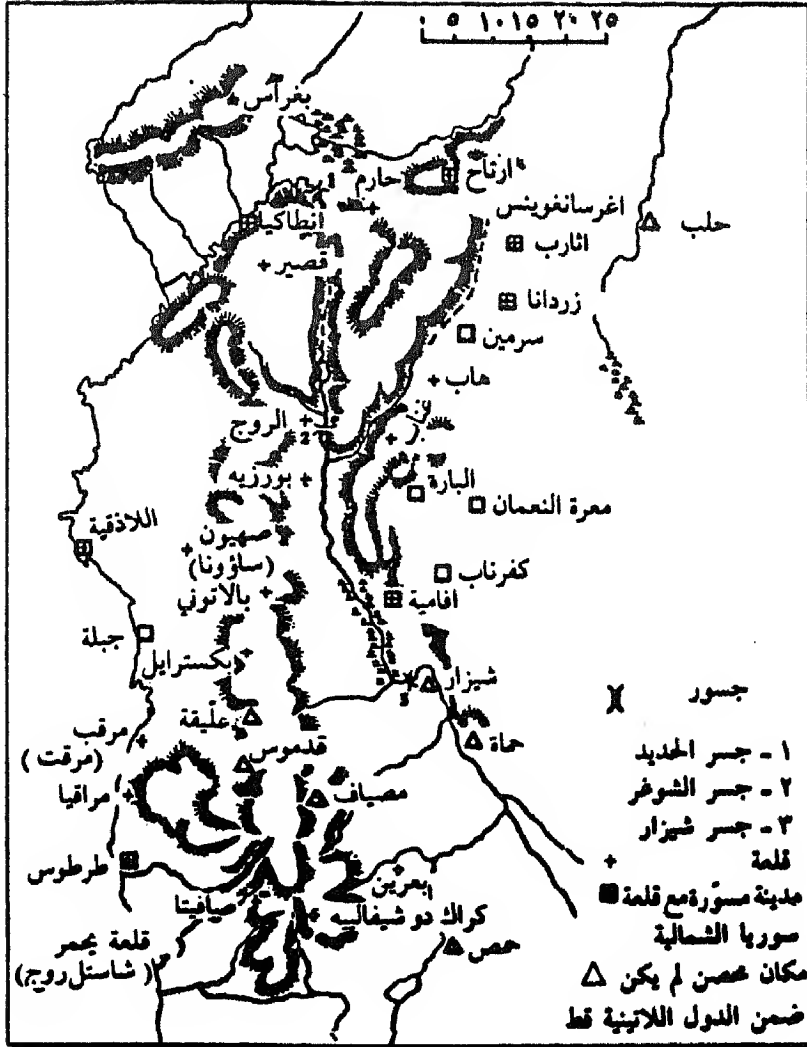 ٥ ١٠ ١٥ ٢٠ ٢٥
بغراس
ارتاح
حارم
اغرسانغوينس
انطاكيا
حلب
اثارب
قصير
زردانا
سرمين
هاب
الروج
2
بورزيه
البارة
معرة النعمان
اللاذقية
صهيون
(ساؤونا)
كفرناب
بالاتوني
افامية
جبلة
بكسترايل
شيزار
جسور
عليقة
مرقب
(مرقت)
قدموس
حماة
١ - جسر الحديد
مراقيا
مصياف
٢ - جسر الشوغر
٣ - جسر شيزار
طرطوس
قلعة
بعرين
مدينة مسوّرة مع قلعة
صافيتا
كراك دو شيفالييه
سوريا الشمالية
قلعة يحمر
(شاستل روج)
حمص
مكان محصن لم يكن
ضمن الدول اللاتينية قط